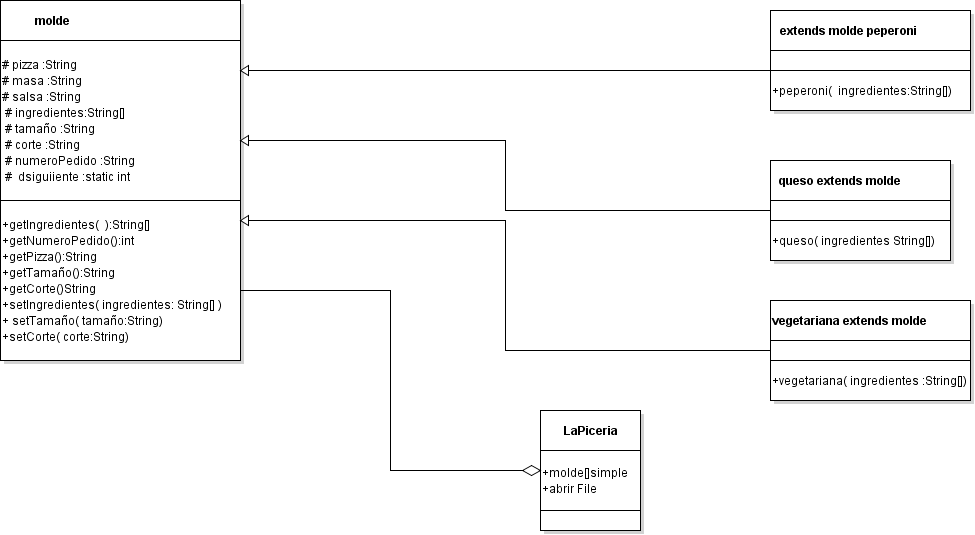 molde
# pizza :String
# masa :String
# salsa :String
# ingredientes:String[]
# tamaño :String
# corte :String
# numeroPedido :String
# dsiguiiente :static int
+getIngredientes( ):String[]
+getNumeroPedido():int
+getPizza():String
+getTamaño():String
+getCorte()String
+setIngredientes( ingredientes: String[] )
+ setTamaño( tamaño:String)
+setCorte( corte:String)
extends molde peperoni
+peperoni( ingredientes:String[])
queso extends molde
+queso( ingredientes String[])
vegetariana extends molde
+vegetariana( ingredientes :String[])
LaPiceria
+molde[]simple
+abrir File